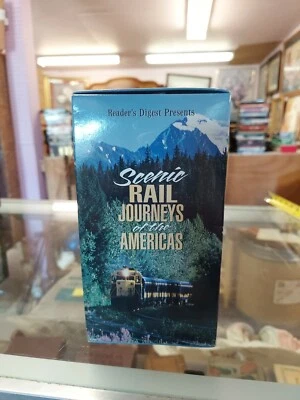 Reader's Digest Presents
Scenic
RAIL
JOURNEYS
of the
AMERICAS